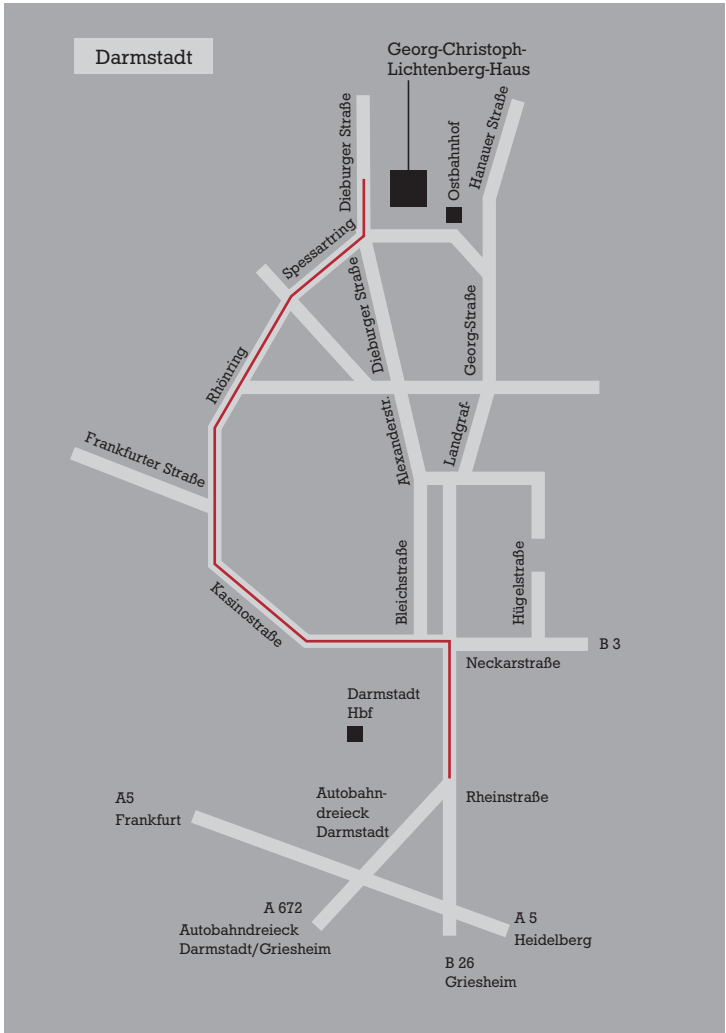 Darmstadt
Georg-Christoph-
Lichtenberg-Haus
Dieburger Straße
Ostbahnhof
Hanauer Straße
Spessartring
Dieburger Straße
Georg-Straße
Rhönring
Alexanderstr.
Landgraf-
Frankfurter Straße
Bleichstraße
Hügelstraße
Kasinostraße
B 3
Neckarstraße
Darmstadt
Hbf
Autobahn-
dreieck
Darmstadt
Rheinstraße
A5
Frankfurt
A 672
Autobahndreieck
Darmstadt/Griesheim
A 5
Heidelberg
B 26
Griesheim